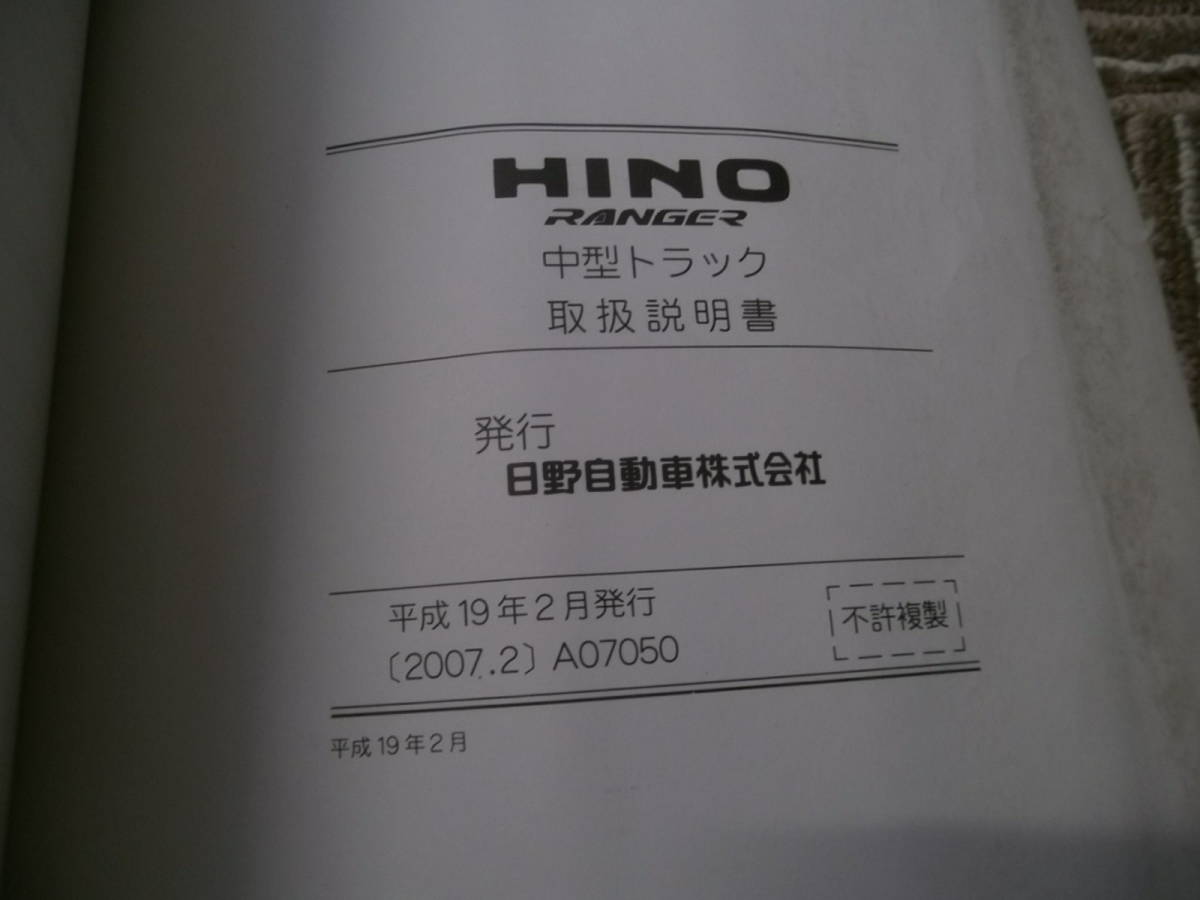 HINO
RANGER
中型トラック
取扱説明書
発行
日野自動車株式会社
平成19年2月発行
〔2007.2〕A07050
不許複製
平成19年2月